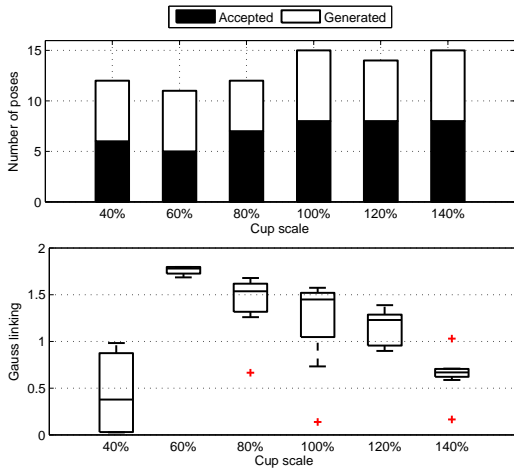 Accepted Generated
Number of poses
15
10
5
0
40% 60% 80% 100% 120% 140%
Cup scale
Gauss linking
2
1.5
1
0.5
0
40% 60% 80% 100% 120% 140%
Cup scale